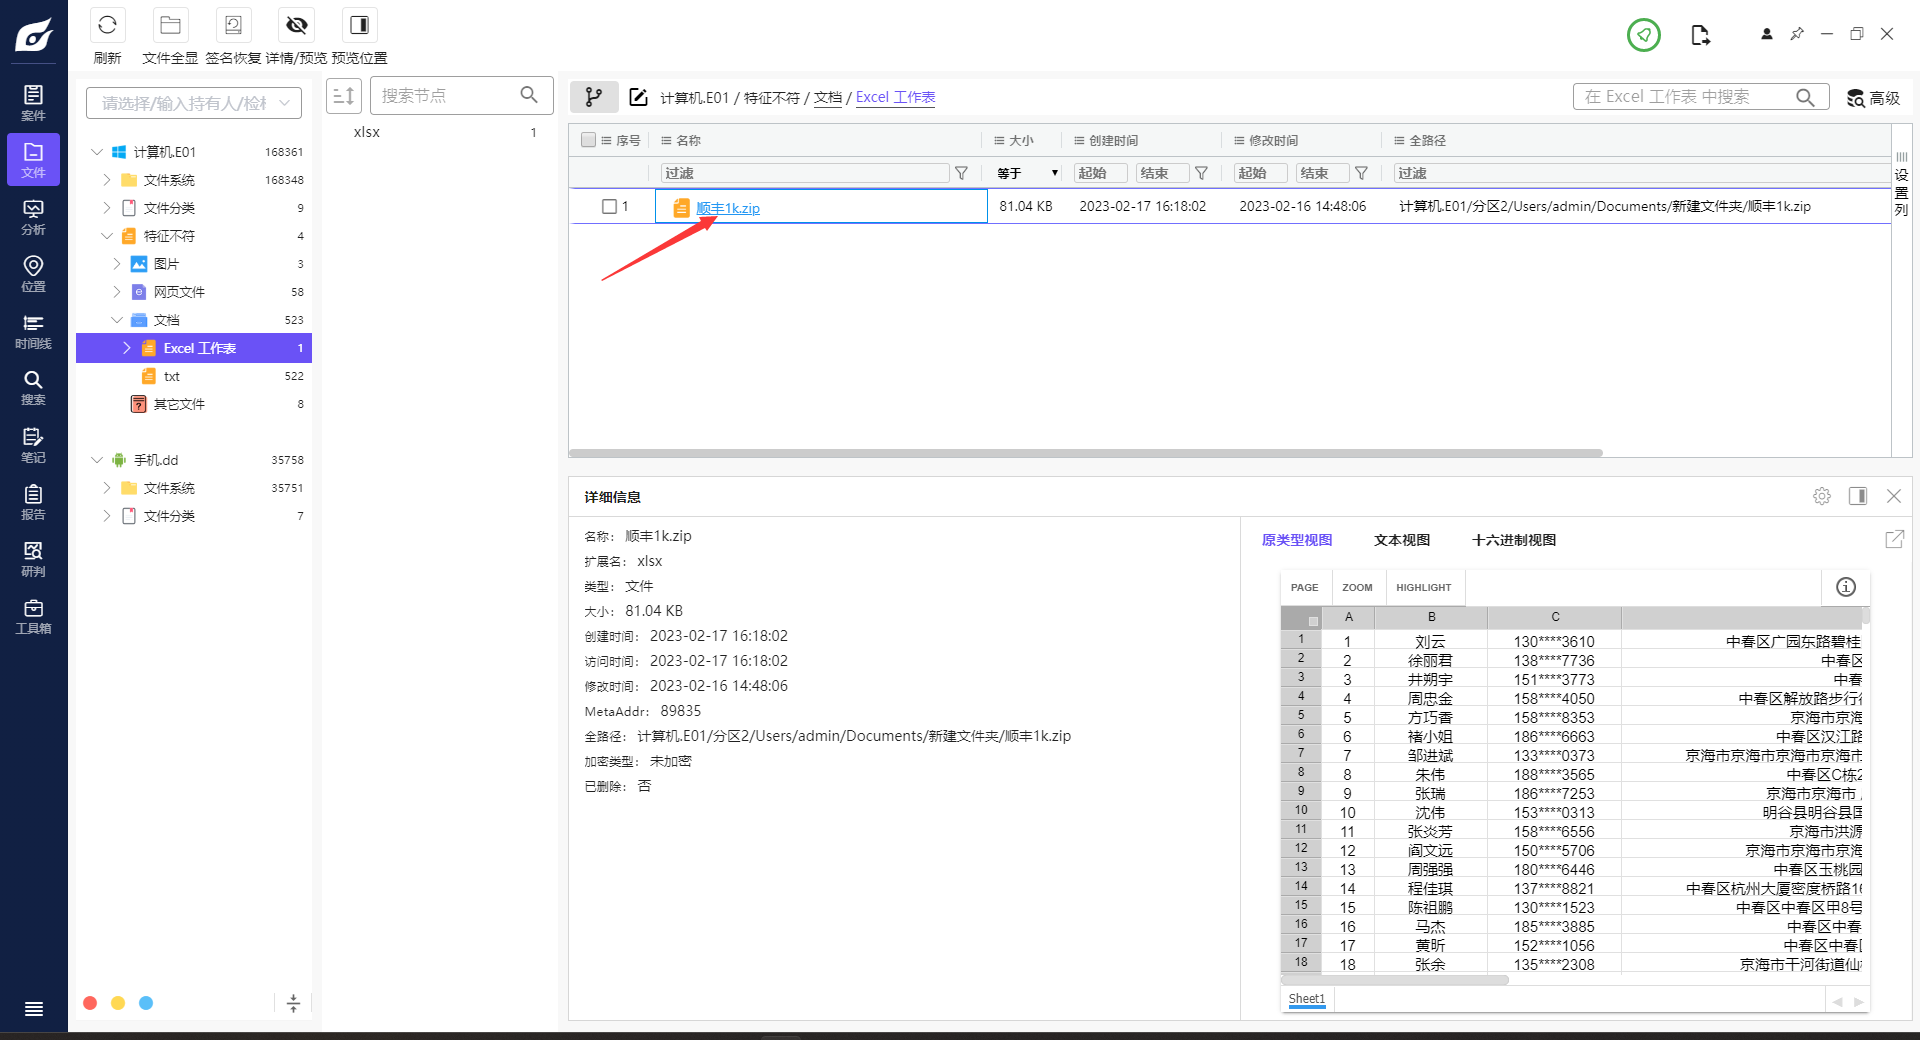 刷新
文件全显
签名恢复
详情/预览
预览位置
案件
文件
分析
位置
时间线
搜索
笔记
报告
研判
工具箱
请选择/输入持有人/检材
计算机.E01 168361
文件系统 168348
文件分类 9
特征不符 4
图片 3
网页文件 58
文档 523
Excel 工作表 1
txt 522
其它文件 8
手机.dd 35758
文件系统 35751
文件分类 7
搜索节点
xlsx 1
计算机.E01 / 特征不符 / 文档 / Excel 工作表
在 Excel 工作表 中搜索
高级
序号 名称 大小 创建时间 修改时间 全路径
过滤 等于 起始 结束 起始 结束 过滤
1 顺丰1k.zip 81.04 KB 2023-02-17 16:18:02 2023-02-16 14:48:06 计算机.E01/分区2/Users/admin/Documents/新建文件夹/顺丰1k.zip
设置列
详细信息
名称: 顺丰1k.zip
扩展名: xlsx
类型: 文件
大小: 81.04 KB
创建时间: 2023-02-17 16:18:02
访问时间: 2023-02-17 16:18:02
修改时间: 2023-02-16 14:48:06
MetaAddr: 89835
全路径: 计算机.E01/分区2/Users/admin/Documents/新建文件夹/顺丰1k.zip
加密类型: 未加密
已删除: 否
原类型视图 文本视图 十六进制视图
PAGE ZOOM HIGHLIGHT
A B C
1 1 刘云 130****3610 中春区广园东路碧桂
2 2 徐丽君 138****7736 中春区
3 3 井朔宇 151****3773 中春
4 4 周忠金 158****4050 中春区解放路步行
5 5 方巧香 158****8353 京海市京海
6 6 褚小姐 186****6663 中春区汉江路
7 7 邹进斌 133****0373 京海市京海市京海市京海市
8 8 朱伟 188****3565 中春区C栋2
9 9 张瑞 186****7253 京海市京海市
10 10 沈伟 153****0313 明谷县明谷县
11 11 张炎芳 158****6556 京海市洪源
12 12 阎文远 150****5706 京海市京海市京海
13 13 周强强 180****6446 中春区玉桃园
14 14 程佳琪 137****8821 中春区杭州大厦密度桥路16
15 15 陈祖鹏 130****1523 中春区中春区甲8号
16 16 马杰 185****3885 中春区中春
17 17 黄昕 152****1056 中春区中春
18 18 张余 135****2308 京海市干河街道仙
Sheet1